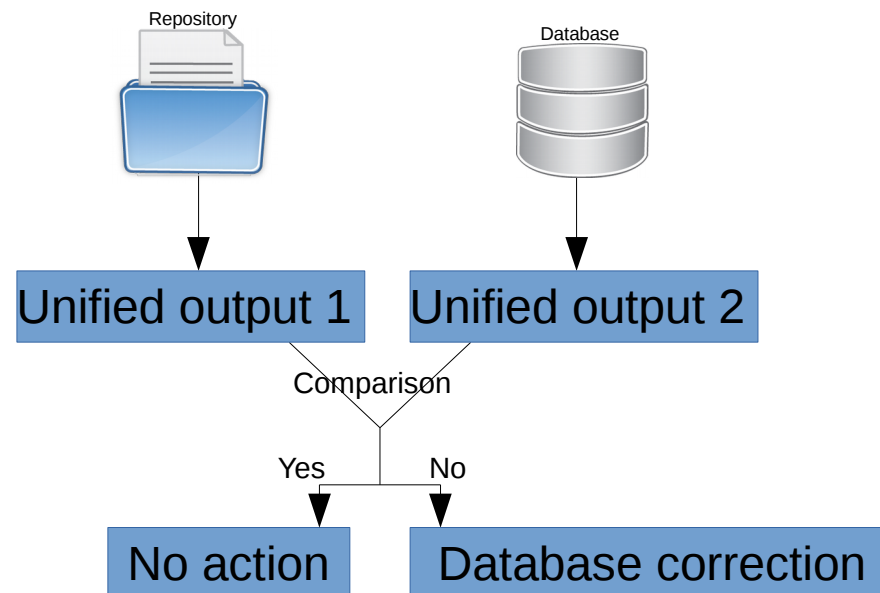 Repository
Database
Unified output 1
Unified output 2
Comparison
Yes
No
No action
Database correction